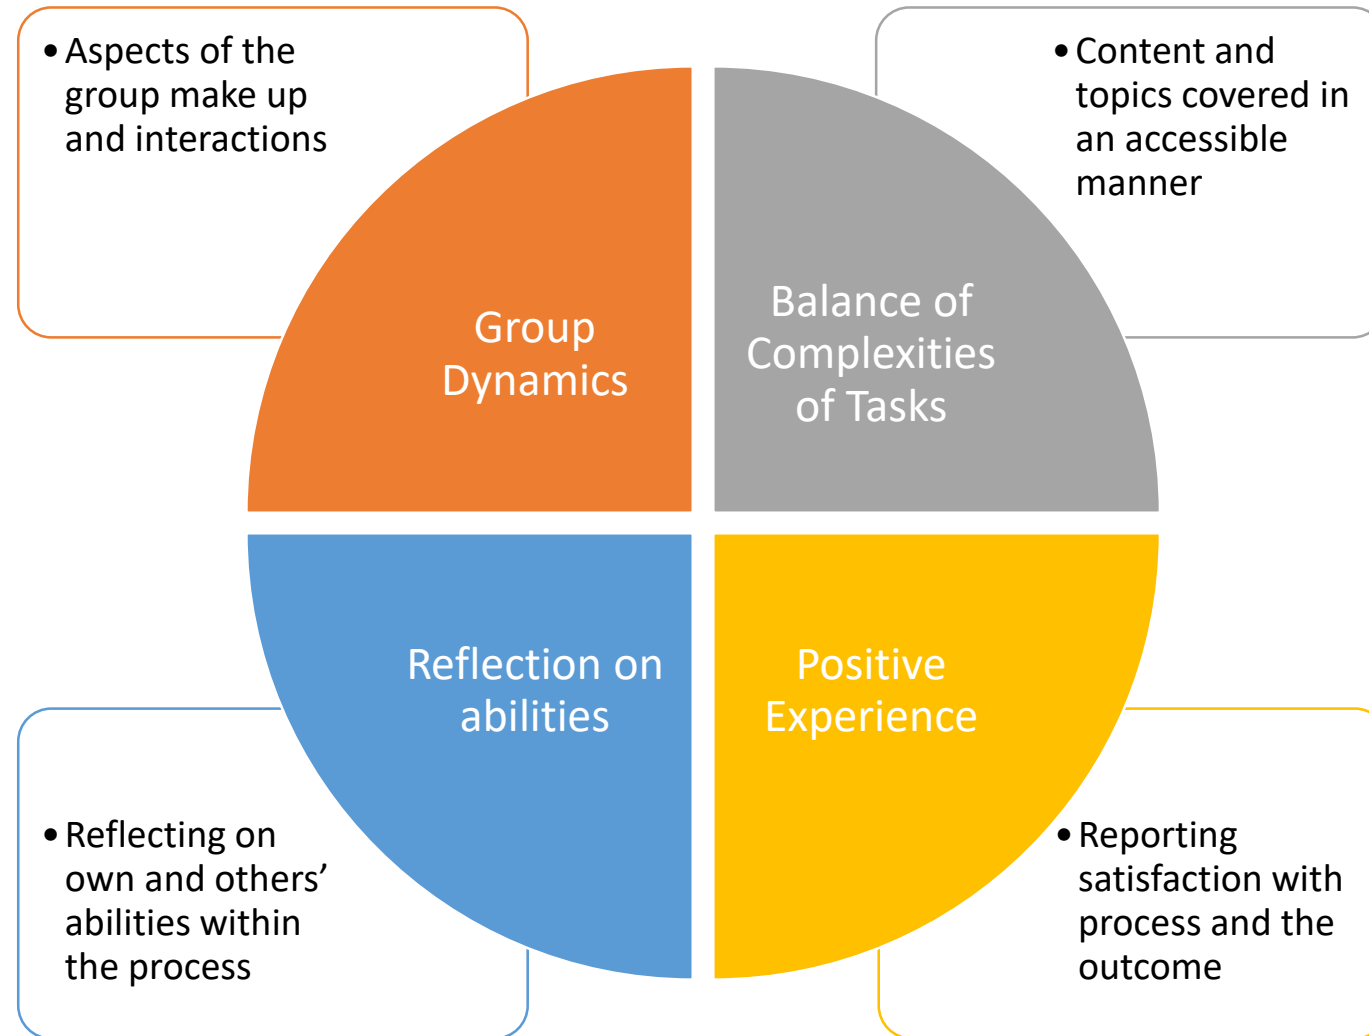 • Aspects of the
group make up
and interactions
• Content and
topics covered in
an accessible
manner
Group
Dynamics
Balance of
Complexities
of Tasks
Reflection on
abilities
Positive
Experience
• Reflecting on
own and others’
abilities within
the process
• Reporting
satisfaction with
process and the
outcome